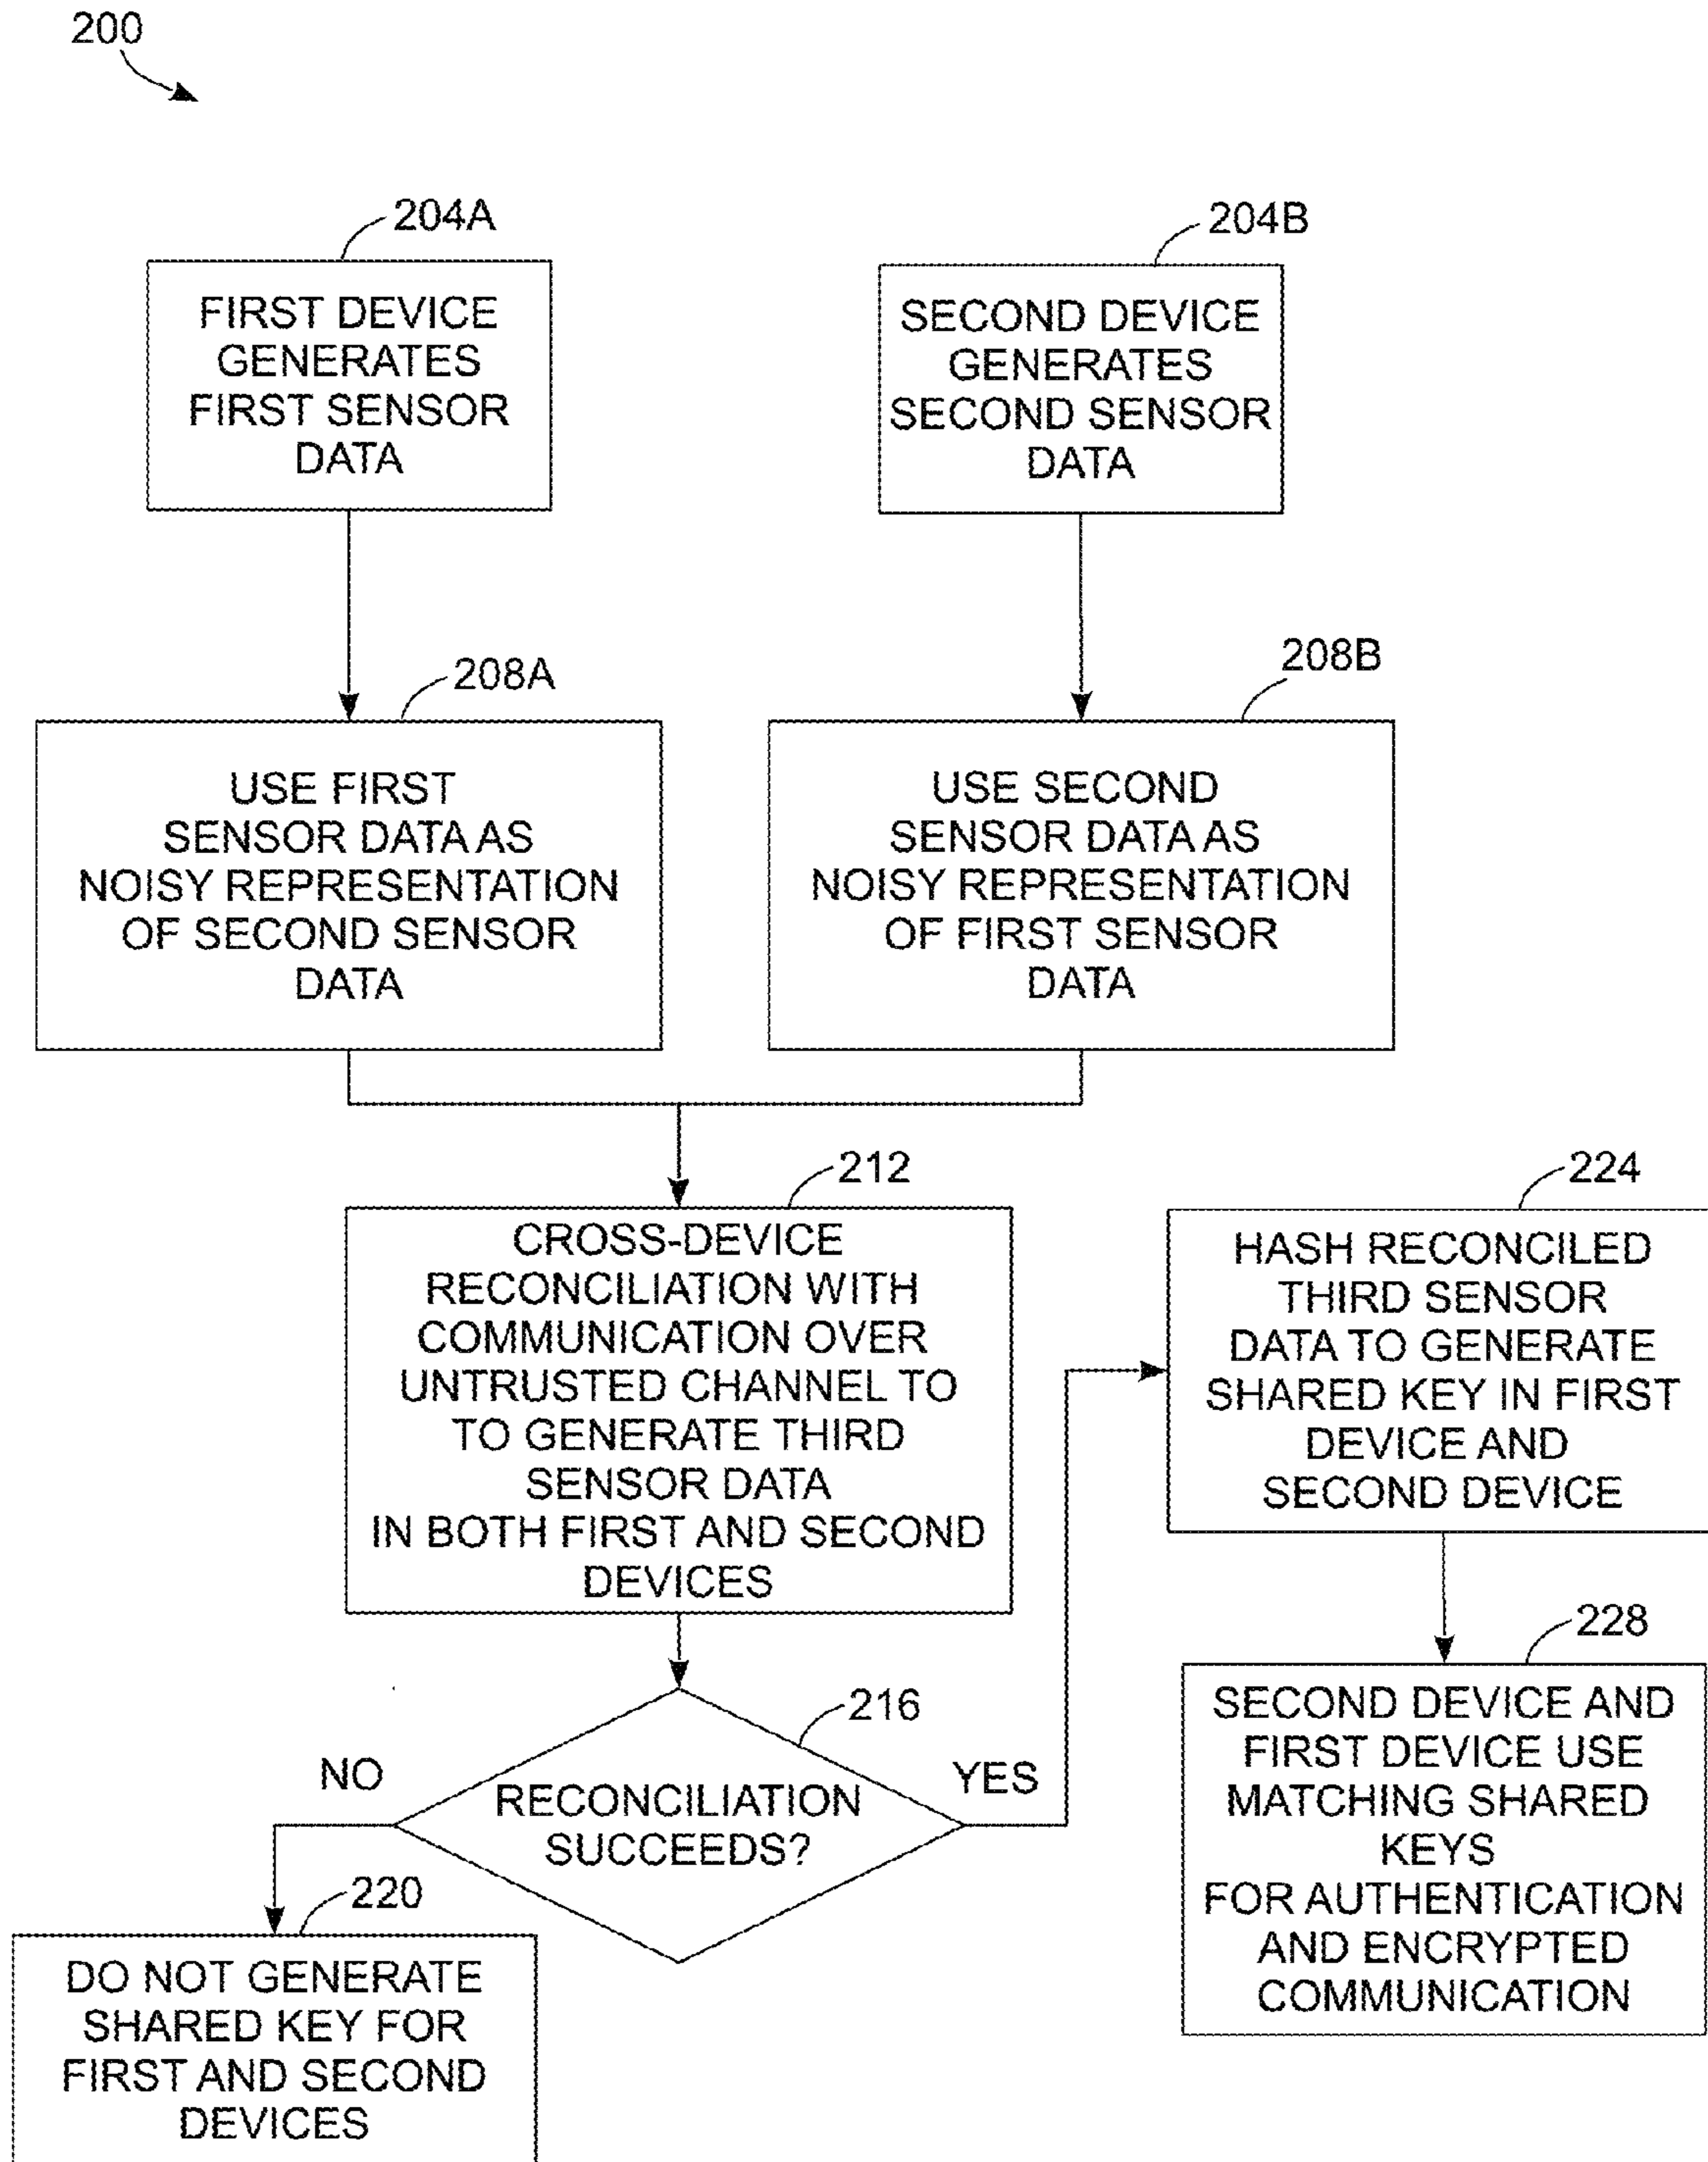 200
204A
FIRST DEVICE
GENERATES
FIRST SENSOR
DATA
204B
SECOND DEVICE
GENERATES
SECOND SENSOR
DATA
208A
USE FIRST
SENSOR DATA AS
NOISY REPRESENTATION
OF SECOND SENSOR
DATA
208B
USE SECOND
SENSOR DATA AS
NOISY REPRESENTATION
OF FIRST SENSOR
DATA
212
CROSS-DEVICE
RECONCILIATION WITH
COMMUNICATION OVER
UNTRUSTED CHANNEL TO
TO GENERATE THIRD
SENSOR DATA
IN BOTH FIRST AND SECOND
DEVICES
216
RECONCILIATION
SUCCEEDS?
NO
YES
220
DO NOT GENERATE
SHARED KEY FOR
FIRST AND SECOND
DEVICES
224
HASH RECONCILED
THIRD SENSOR
DATA TO GENERATE
SHARED KEY IN FIRST
DEVICE AND
SECOND DEVICE
228
SECOND DEVICE AND
FIRST DEVICE USE
MATCHING SHARED
KEYS
FOR AUTHENTICATION
AND ENCRYPTED
COMMUNICATION